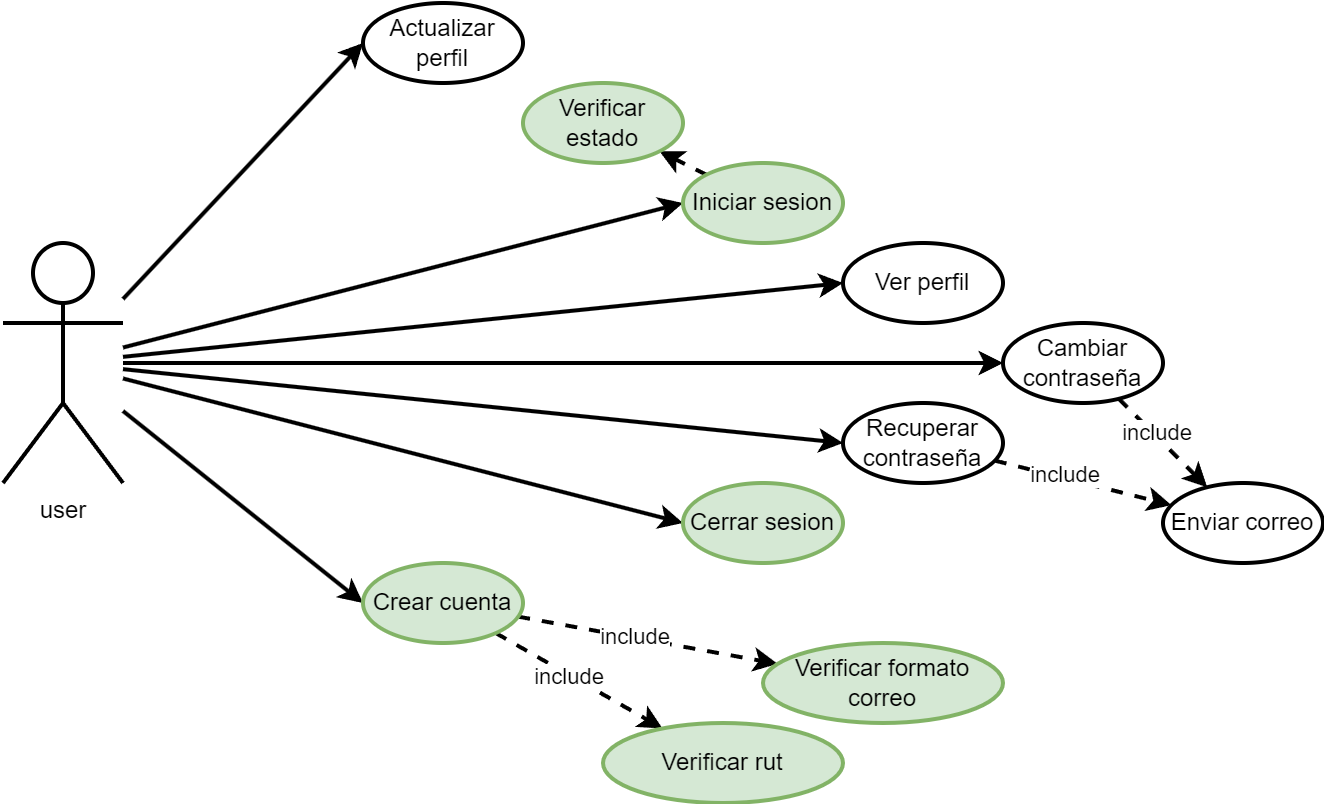 Actualizar
perfil
Verificar
estado
Iniciar sesion
Ver perfil
Cambiar
contraseña
include
Recuperar
contraseña
include
user
Cerrar sesion
Enviar correo
Crear cuenta
include
include
Verificar formato
correo
Verificar rut